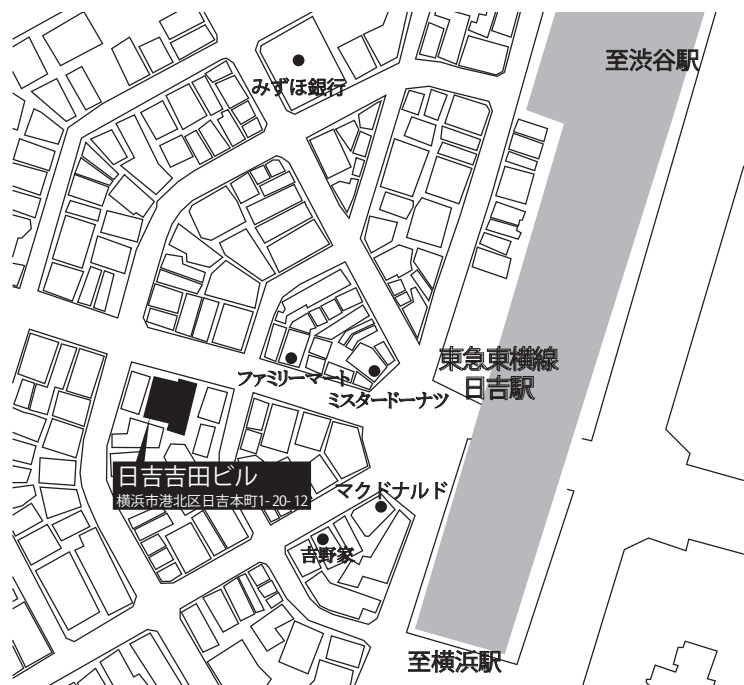 至渋谷駅
みずほ銀行
東急東横線
日吉駅
ファミリーマート
ミスタードーナツ
日吉吉田ビル
横浜市港北区日吉本町1-20-12
マクドナルド
吉野家
至横浜駅